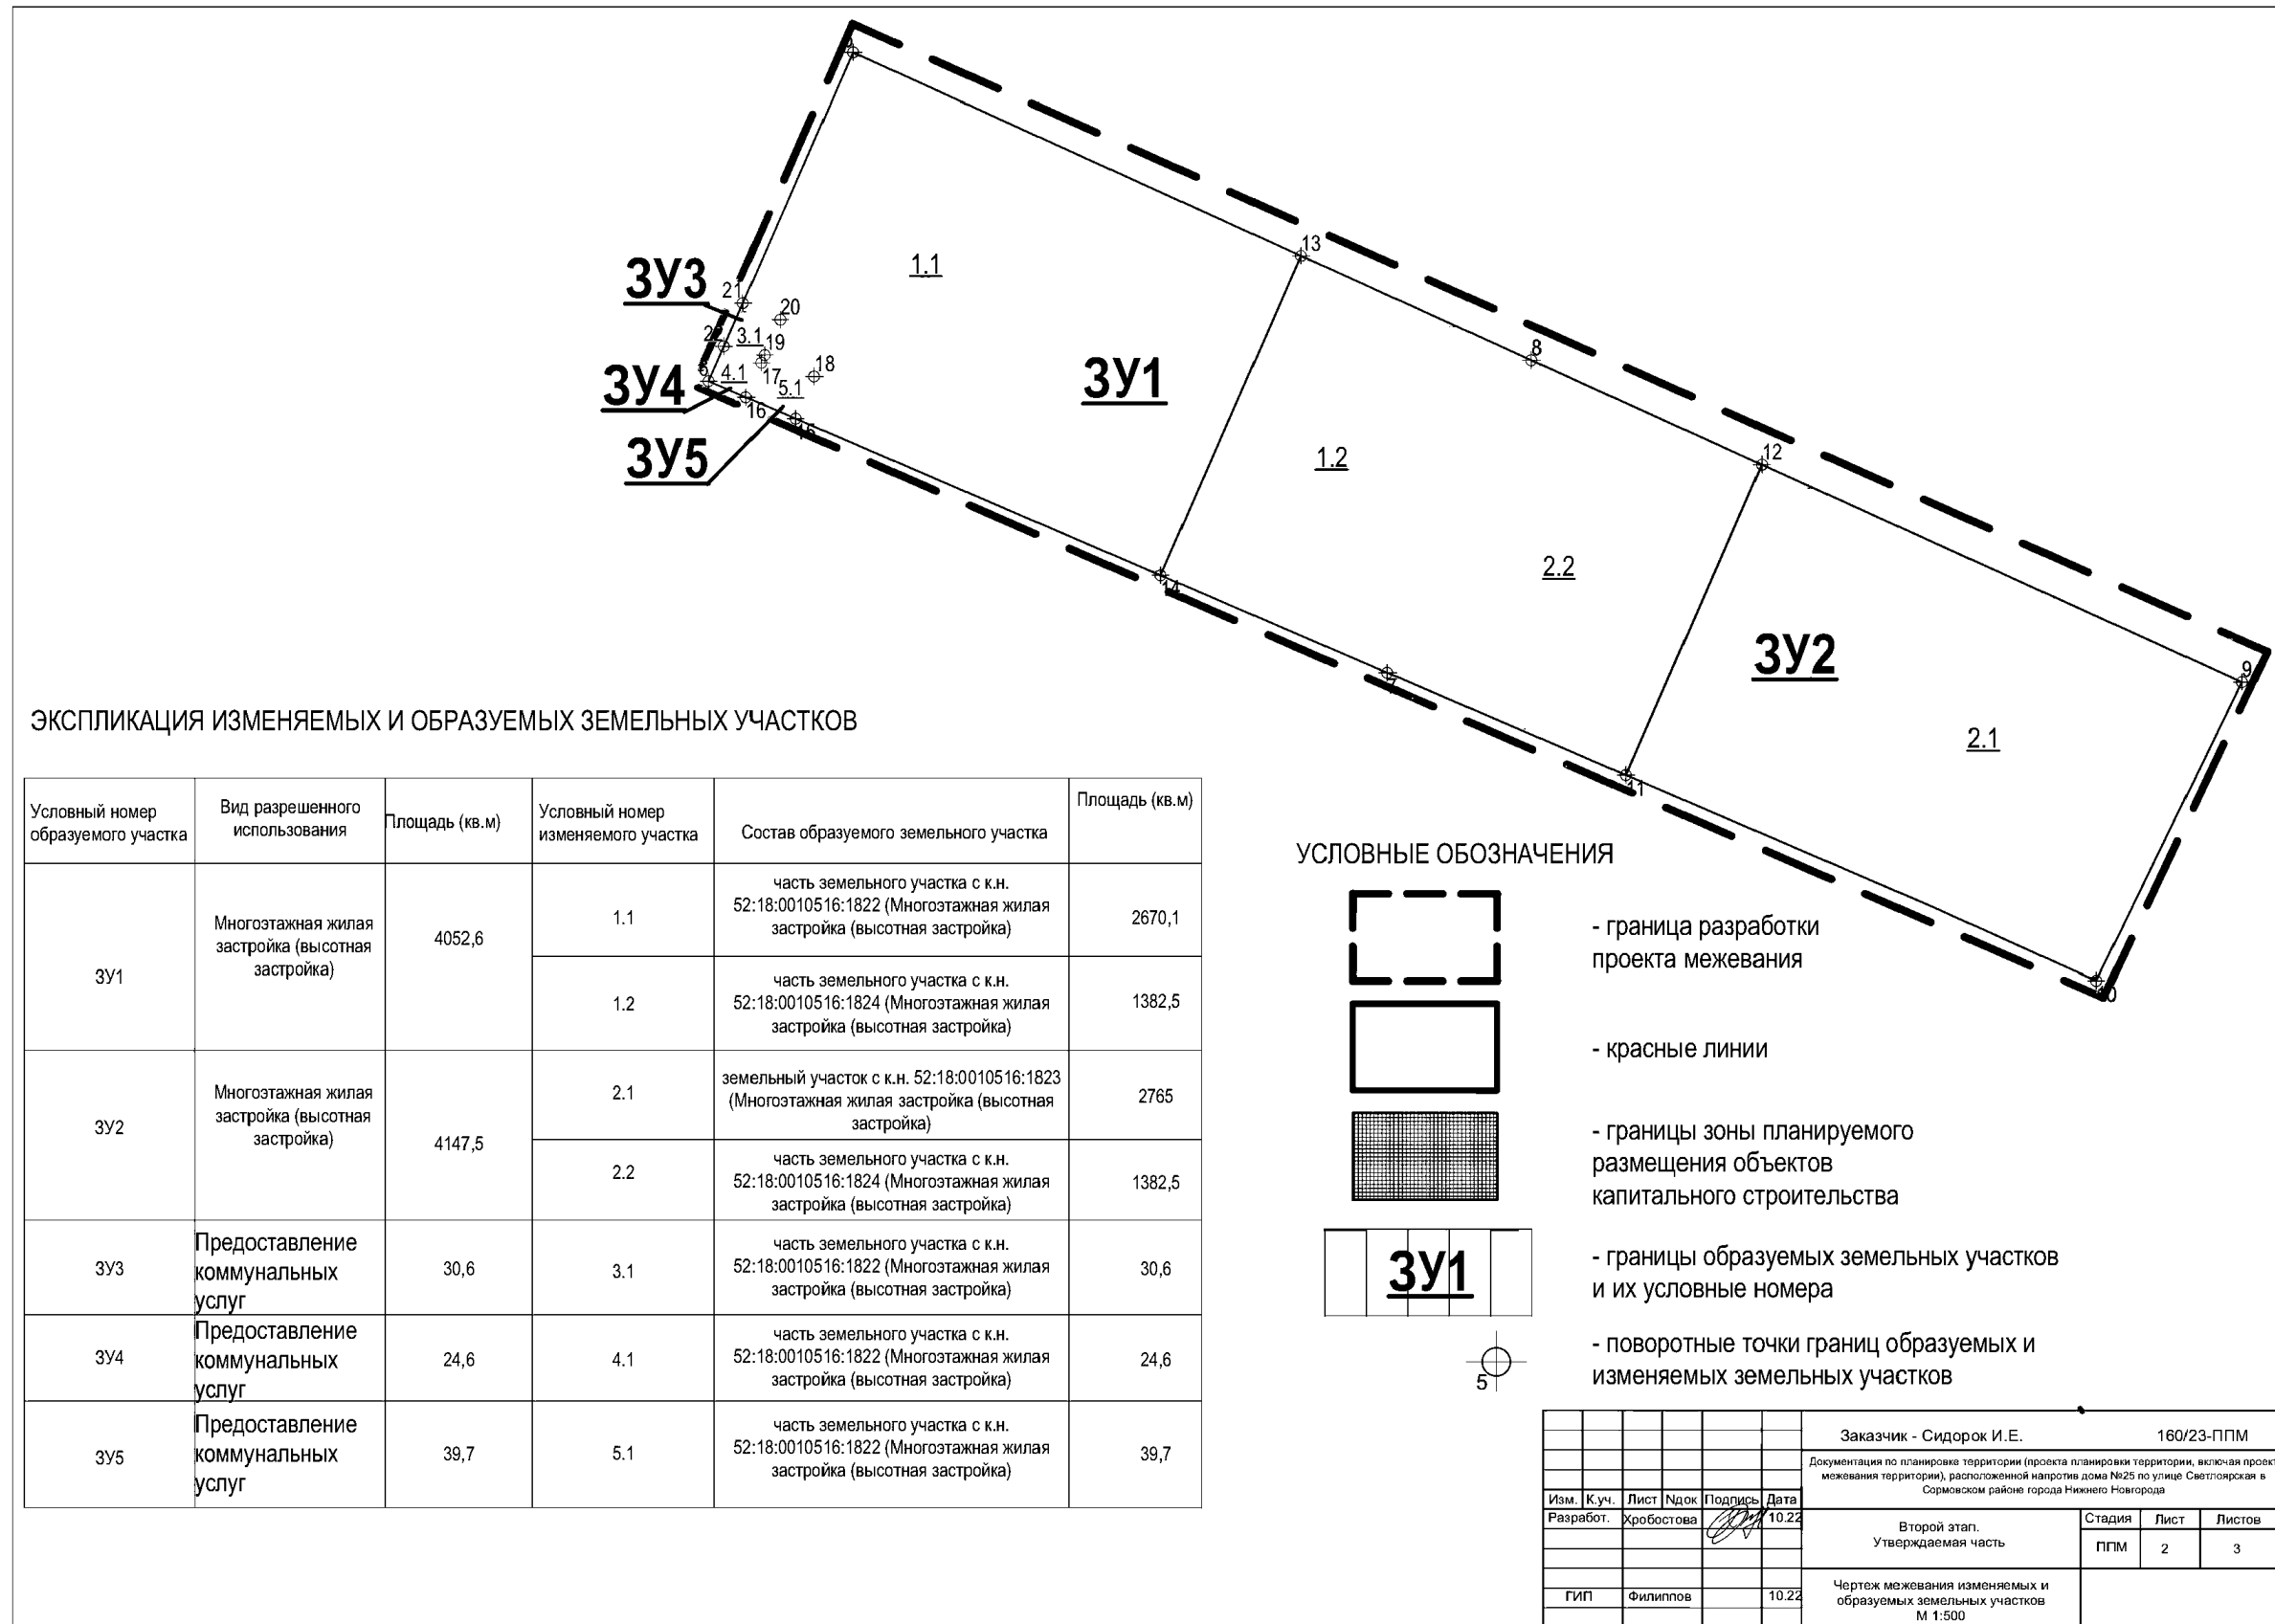 13
8
12
9
ЗУ3
21
20
22
3.1
19
ЗУ4
4.1
17
18
5.1
16
15
ЗУ5
1.1
ЗУ1
1.2
14
2.2
7
ЗУ2
11
2.1
10
ЭКСПЛИКАЦИЯ ИЗМЕНЯЕМЫХ И ОБРАЗУЕМЫХ ЗЕМЕЛЬНЫХ УЧАСТКОВ
Условный номер
образуемого участка
Вид разрешенного
использования
Площадь (кв.м)
Условный номер
изменяемого участка
Состав образуемого земельного участка
Площадь (кв.м)
ЗУ1
Многоэтажная жилая
застройка (высотная
застройка)
4052,6
1.1
часть земельного участка с к.н.
52:18:0010516:1822 (Многоэтажная жилая
застройка (высотная застройка)
2670,1
1.2
часть земельного участка с к.н.
52:18:0010516:1824 (Многоэтажная жилая
застройка (высотная застройка)
1382,5
ЗУ2
Многоэтажная жилая
застройка (высотная
застройка)
4147,5
2.1
земельный участок с к.н. 52:18:0010516:1823
(Многоэтажная жилая застройка (высотная
застройка)
2765
2.2
часть земельного участка с к.н.
52:18:0010516:1824 (Многоэтажная жилая
застройка (высотная застройка)
1382,5
ЗУ3
Предоставление
коммунальных
услуг
30,6
3.1
часть земельного участка с к.н.
52:18:0010516:1822 (Многоэтажная жилая
застройка (высотная застройка)
30,6
ЗУ4
Предоставление
коммунальных
услуг
24,6
4.1
часть земельного участка с к.н.
52:18:0010516:1822 (Многоэтажная жилая
застройка (высотная застройка)
24,6
ЗУ5
Предоставление
коммунальных
услуг
39,7
5.1
часть земельного участка с к.н.
52:18:0010516:1822 (Многоэтажная жилая
застройка (высотная застройка)
39,7
УСЛОВНЫЕ ОБОЗНАЧЕНИЯ
- граница разработки
проекта межевания
- красные линии
- границы зоны планируемого
размещения объектов
капитального строительства
ЗУ1
- границы образуемых земельных участков
и их условные номера
5
- поворотные точки границ образуемых и
изменяемых земельных участков
Заказчик - Сидорок И.Е. 160/23-ППМ
Документация по планировке территории (проекта планировки территории, включая проект
межевания территории), расположенной напротив дома №25 по улице Светлоярская в
Сормовском районе города Нижнего Новгорода
Изм. К.уч. Лист Nдок Подпись Дата
Разработ. Хробостова 10.22
Второй этап.
Утверждаемая часть
Стадия Лист Листов
ППМ 2 3
ГИП Филиппов 10.22
Чертеж межевания изменяемых и
образуемых земельных участков
М 1:500